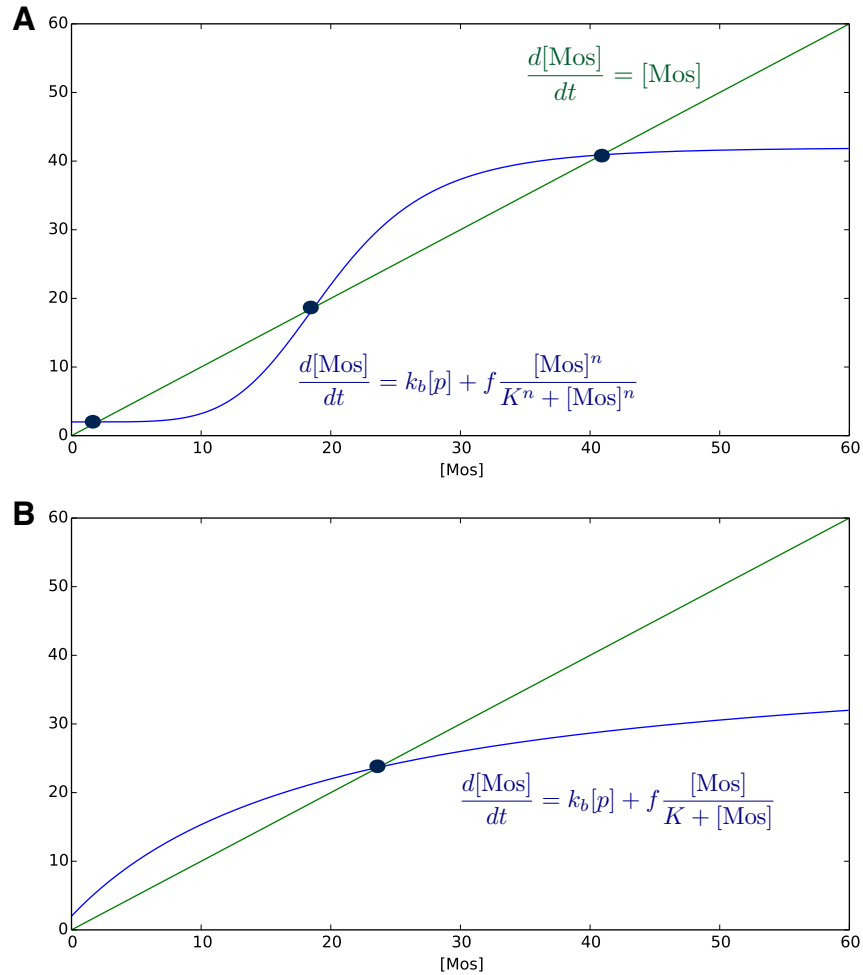 A
60
50
40
30
20
10
0
d[Mos]/dt = [Mos]
d[Mos]/dt = k_b[p] + f [Mos]^n/(K^n + [Mos]^n)
0 10 20 30 40 50 60
[Mos]
B
60
50
40
30
20
10
0
d[Mos]/dt = k_b[p] + f [Mos]/(K + [Mos])
0 10 20 30 40 50 60
[Mos]